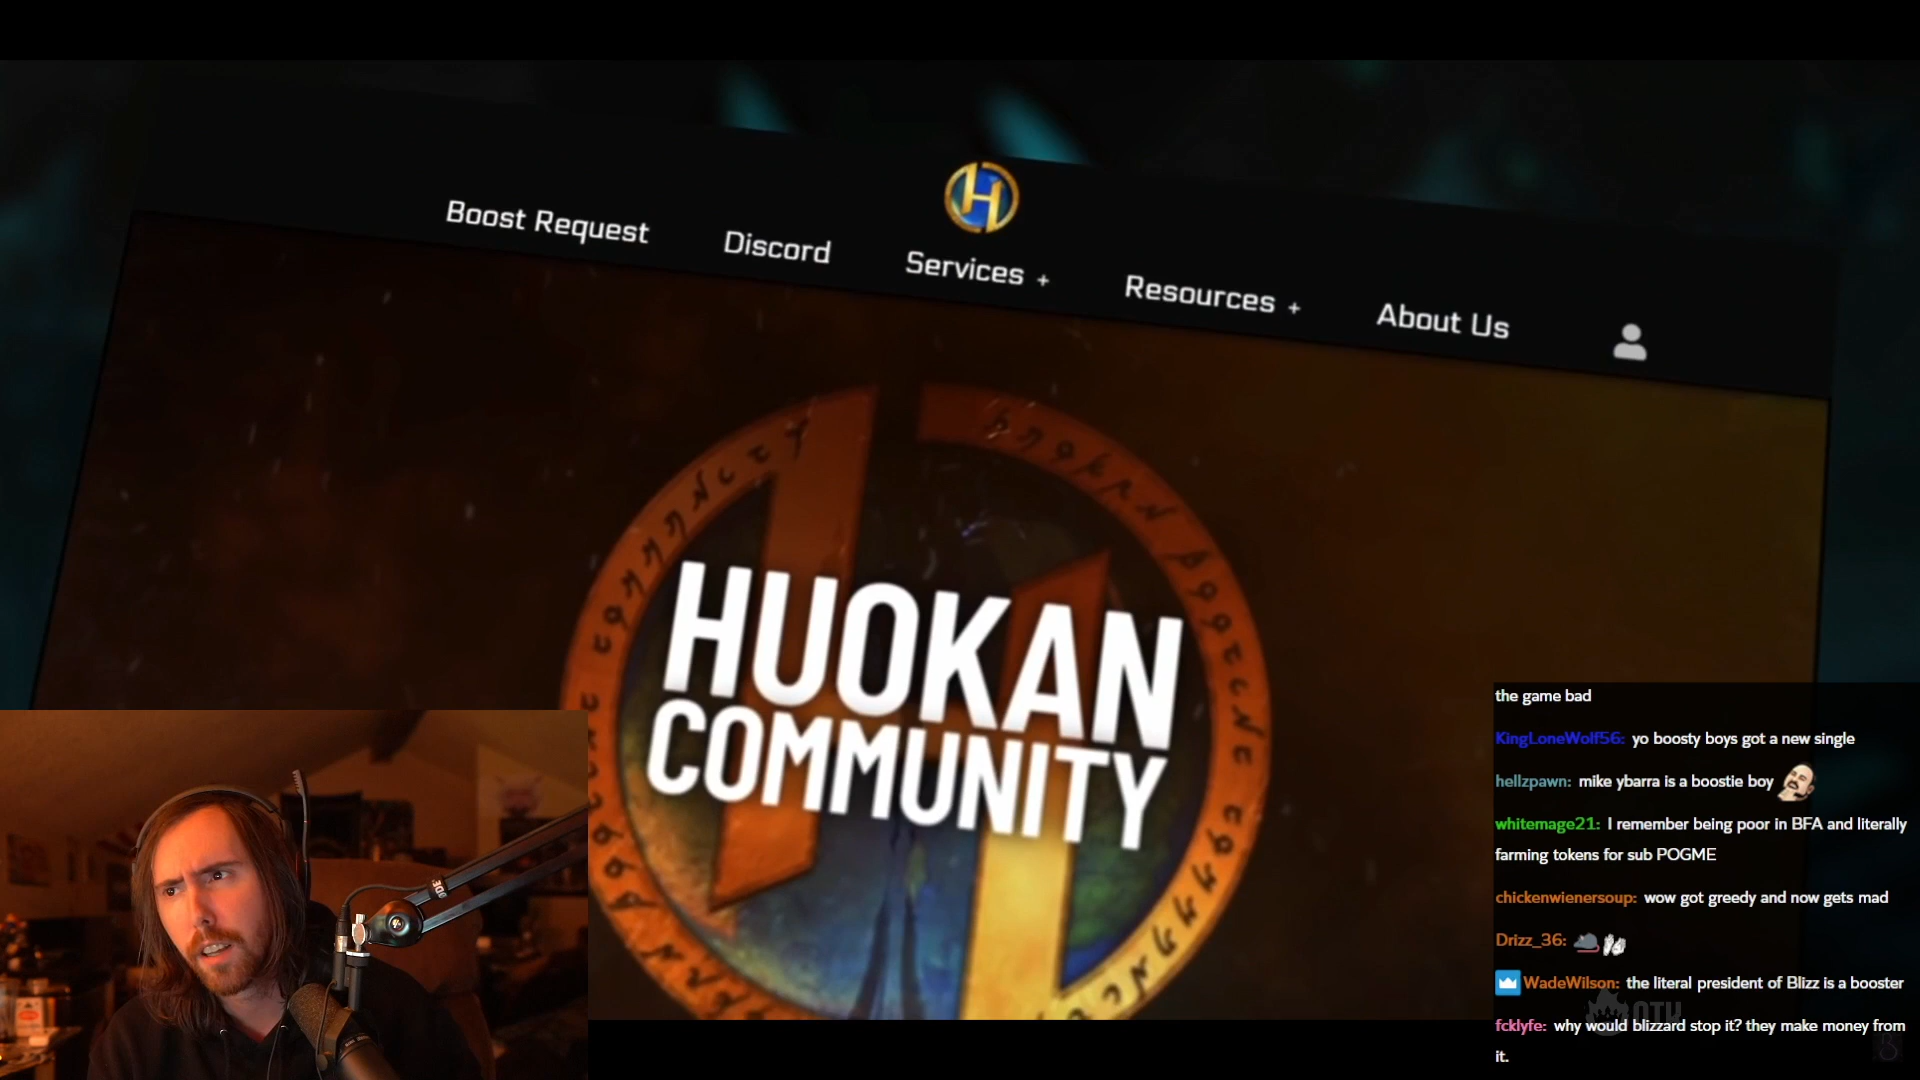 Boost Request
Discord
Services +
Resources +
About Us
HUOKAN
COMMUNITY
the game bad
KingLoneWolf56: yo boosty boys got a new single
hellzpawn: mike ybarra is a boostie boy
whitemage21: I remember being poor in BFA and literally
farming tokens for sub POGME
chickenwienersoup: wow got greedy and now gets mad
Drizz_36:
WadeWilson: the literal president of Blizz is a booster
OTK
fcklyfe: why would blizzard stop it? they make money from
it.